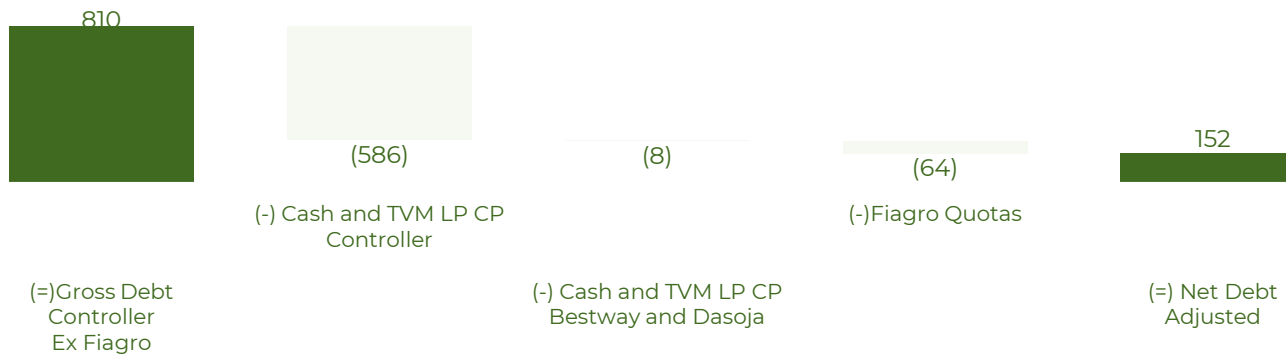 810
(586)
(8)
(64)
152
(-) Cash and TVM LP CP
Controller
(-)Fiagro Quotas
(=)Gross Debt
Controller
Ex Fiagro
(-) Cash and TVM LP CP
Bestway and Dasoja
(=) Net Debt
Adjusted